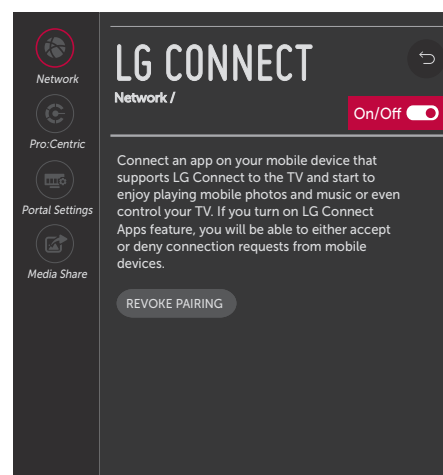 Network
Pro:Centric
Portal Settings
Media Share
LG CONNECT
Network /
On/Off
Connect an app on your mobile device that
supports LG Connect to the TV and start to
enjoy playing mobile photos and music or even
control your TV. If you turn on LG Connect
Apps feature, you will be able to either accept
or deny connection requests from mobile
devices.
REVOKE PAIRING